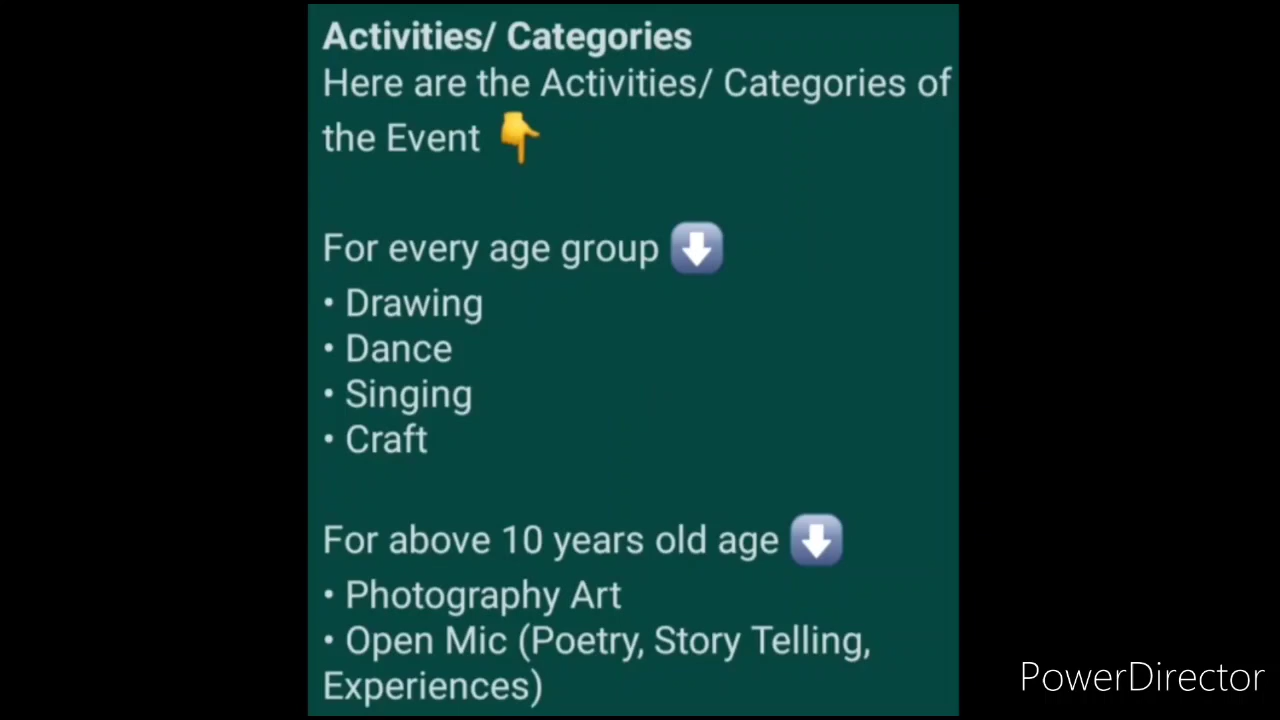 Activities/ Categories
Here are the Activities/ Categories of
the Event 👇
For every age group ⬇️
• Drawing
• Dance
• Singing
• Craft
For above 10 years old age ⬇️
• Photography Art
• Open Mic (Poetry, Story Telling,
Experiences)
PowerDirector